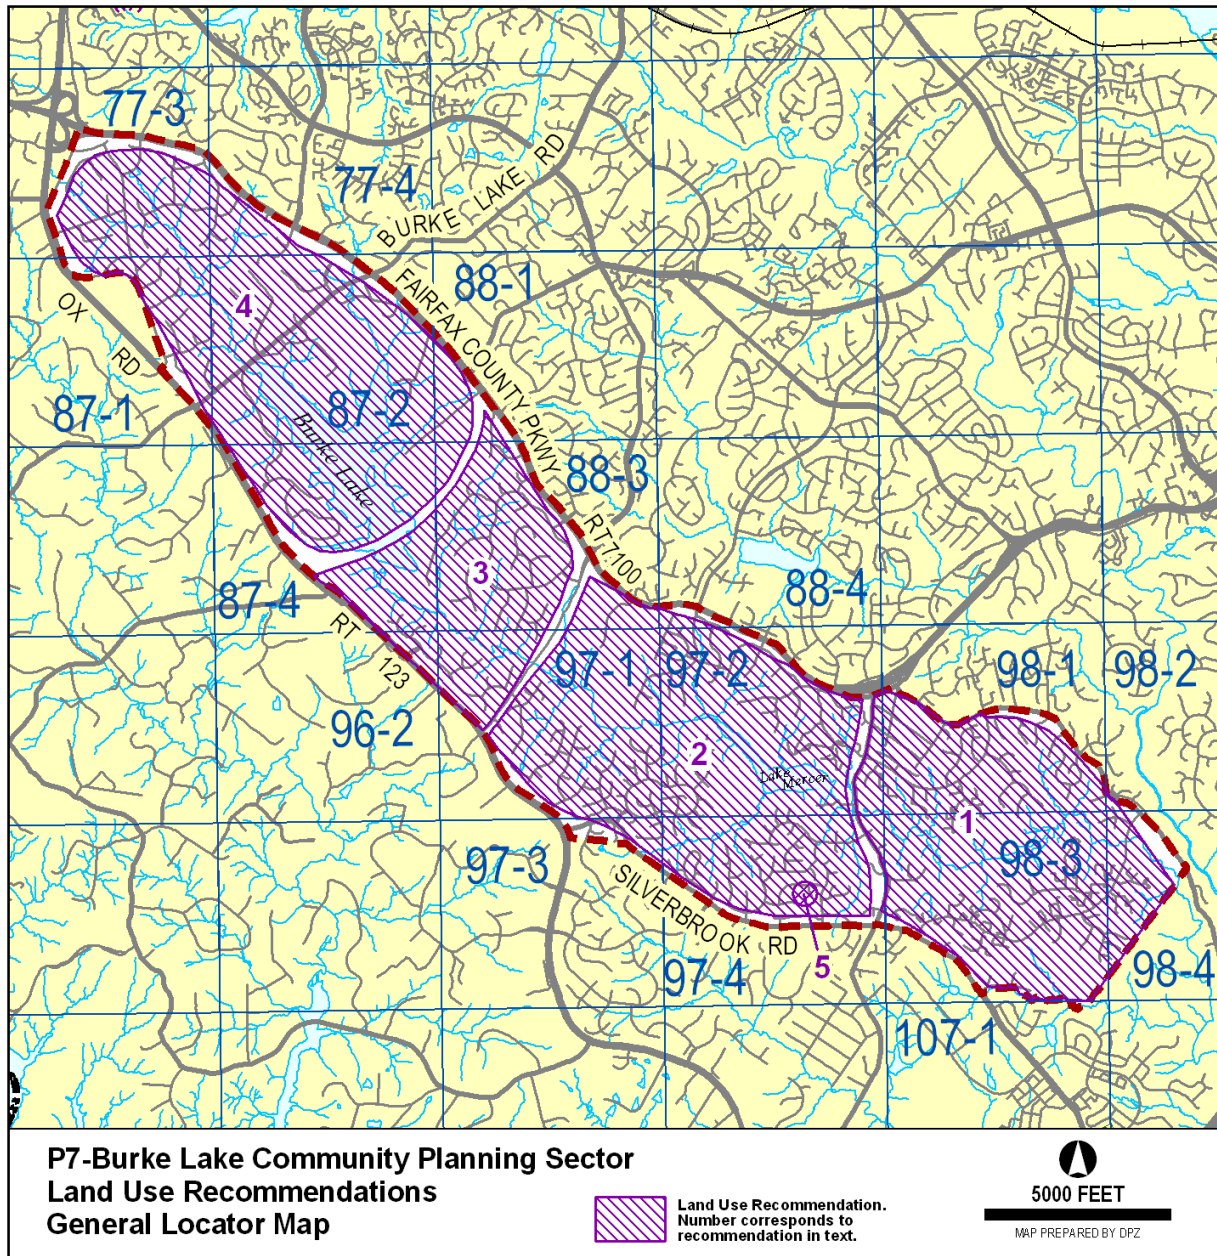 77-3
77-4
BURKE LAKE RD
88-1
FAIRFAX COUNTY PKWY
OX RD
4
87-1
87-2
Burke Lake
88-3
RT 7100
3
87-4
88-4
RT 123
97-1
97-2
98-1
98-2
96-2
2
Lake Mercer
1
97-3
98-3
SILVERBROOK RD
5
97-4
98-4
107-1
P7-Burke Lake Community Planning Sector
Land Use Recommendations
General Locator Map
Land Use Recommendation.
Number corresponds to
recommendation in text.
5000 FEET
MAP PREPARED BY DPZ